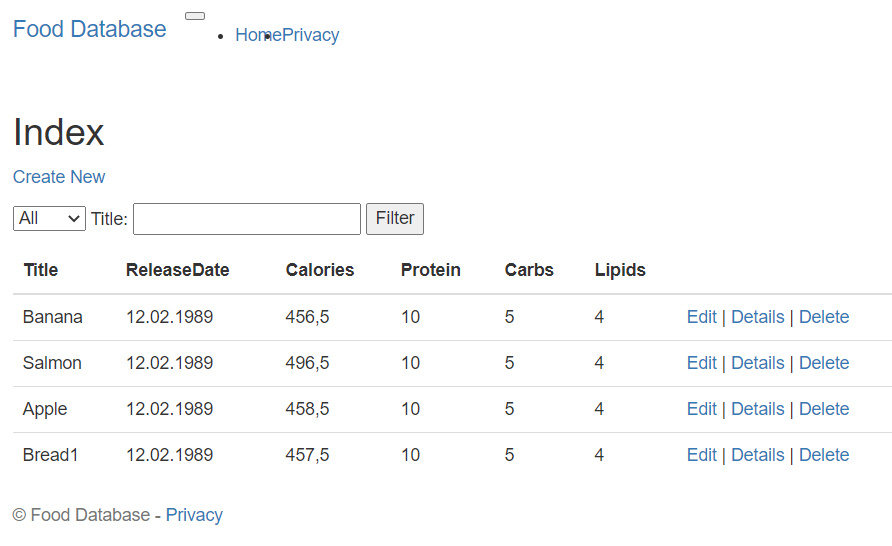 Food Database
HomePrivacy
Index
Create New
All Title: Filter
Title ReleaseDate Calories Protein Carbs Lipids
Banana 12.02.1989 456,5 10 5 4 Edit | Details | Delete
Salmon 12.02.1989 496,5 10 5 4 Edit | Details | Delete
Apple 12.02.1989 458,5 10 5 4 Edit | Details | Delete
Bread1 12.02.1989 457,5 10 5 4 Edit | Details | Delete
© Food Database - Privacy